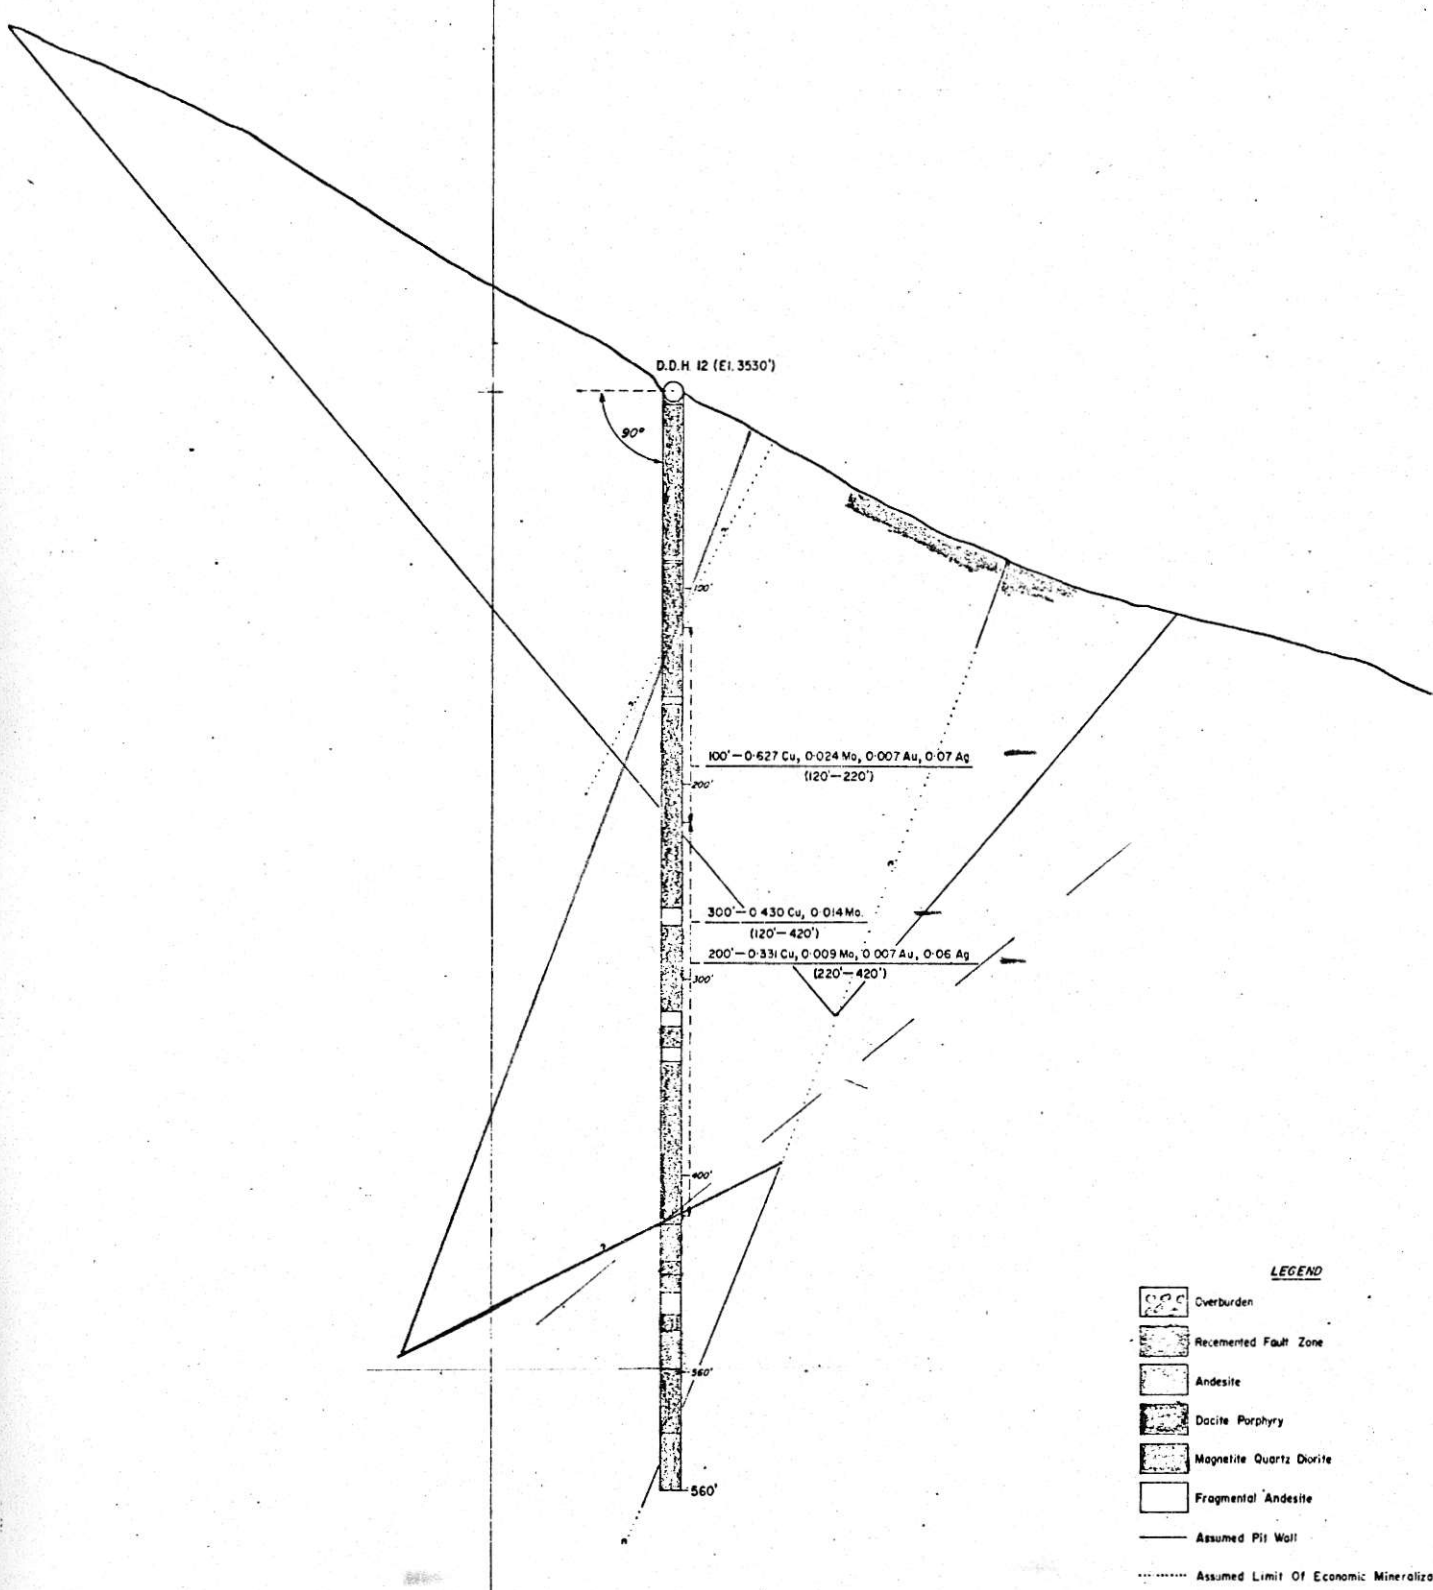 D.D.H. 12 (El. 3530')
90°
100'
100'—0·627 Cu, 0·024 Mo, 0·007 Au, 0·07 Ag
(120'—220')
200'
300'—0·430 Cu, 0·014 Mo.
(120'—420')
200'—0·331 Cu, 0·009 Mo, 0·007 Au, 0·06 Ag
(220'—420')
300'
400'
?
560'
560'
LEGEND
Overburden
Recemented Fault Zone
Andesite
Dacite Porphyry
Magnetite Quartz Diorite
Fragmental Andesite
Assumed Pit Wall
Assumed Limit Of Economic Mineraliza